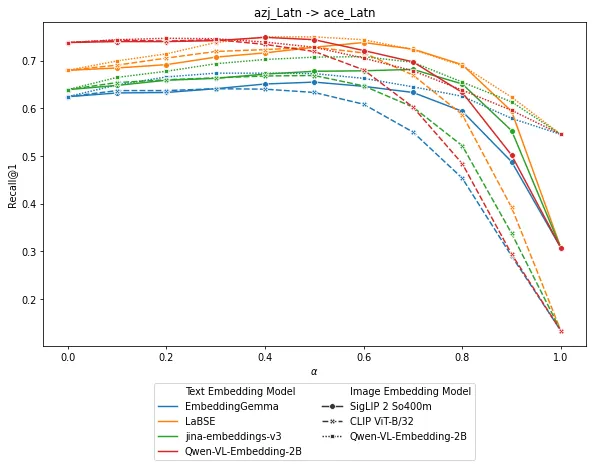 azj_Latn -> ace_Latn
Recall@1
0.7
0.6
0.5
0.4
0.3
0.2
0.0
0.2
0.4
0.6
0.8
1.0
α
Text Embedding Model
EmbeddingGemma
LaBSE
jina-embeddings-v3
Qwen-VL-Embedding-2B
Image Embedding Model
SigLIP 2 So400m
CLIP ViT-B/32
Qwen-VL-Embedding-2B